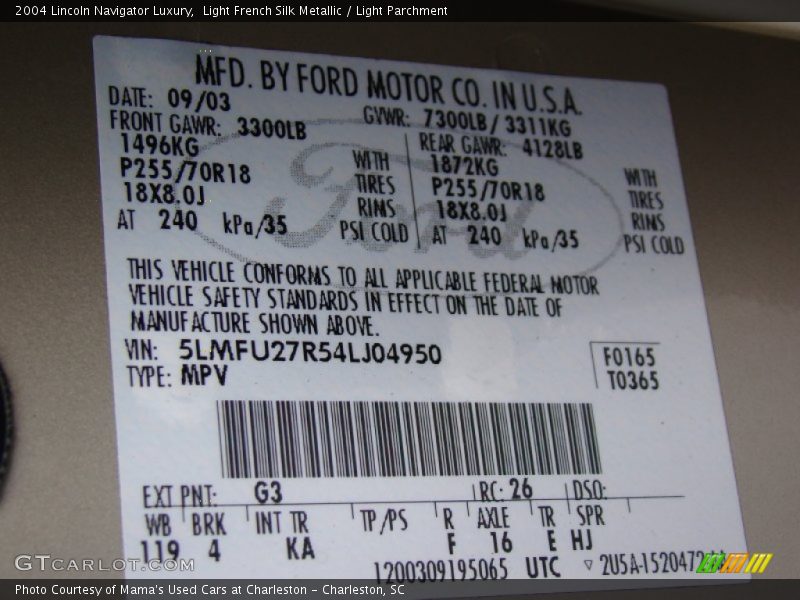 2004 Lincoln Navigator Luxury,  Light French Silk Metallic / Light Parchment
MFD. BY FORD MOTOR CO. IN U.S.A.
DATE: 09/03 GVWR: 7300LB/ 3311KG
FRONT GAWR: 3300LB REAR GAWR: 4128LB
1496KG WITH 1872KG WITH
P255/70R18 TIRES P255/70R18 TIRES
18X8.0J RIMS 18X8.0J RIMS
AT 240 kPa/35 PSI COLD AT 240 kPa/35 PSI COLD
Ford
THIS VEHICLE CONFORMS TO ALL APPLICABLE FEDERAL MOTOR
VEHICLE SAFETY STANDARDS IN EFFECT ON THE DATE OF
MANUFACTURE SHOWN ABOVE.
VIN: 5LMFU27R54LJ04950 F0165
TYPE: MPV T0365
EXT PNT: G3 RC: 26 DSO:
WB BRK INT TR TP/PS R AXLE TR SPR
119 4 KA F 16 E HJ
1200309195065 UTC ▽ 2U5A-1520472
GTCARLOT.COM
Photo Courtesy of Mama's Used Cars at Charleston - Charleston, SC